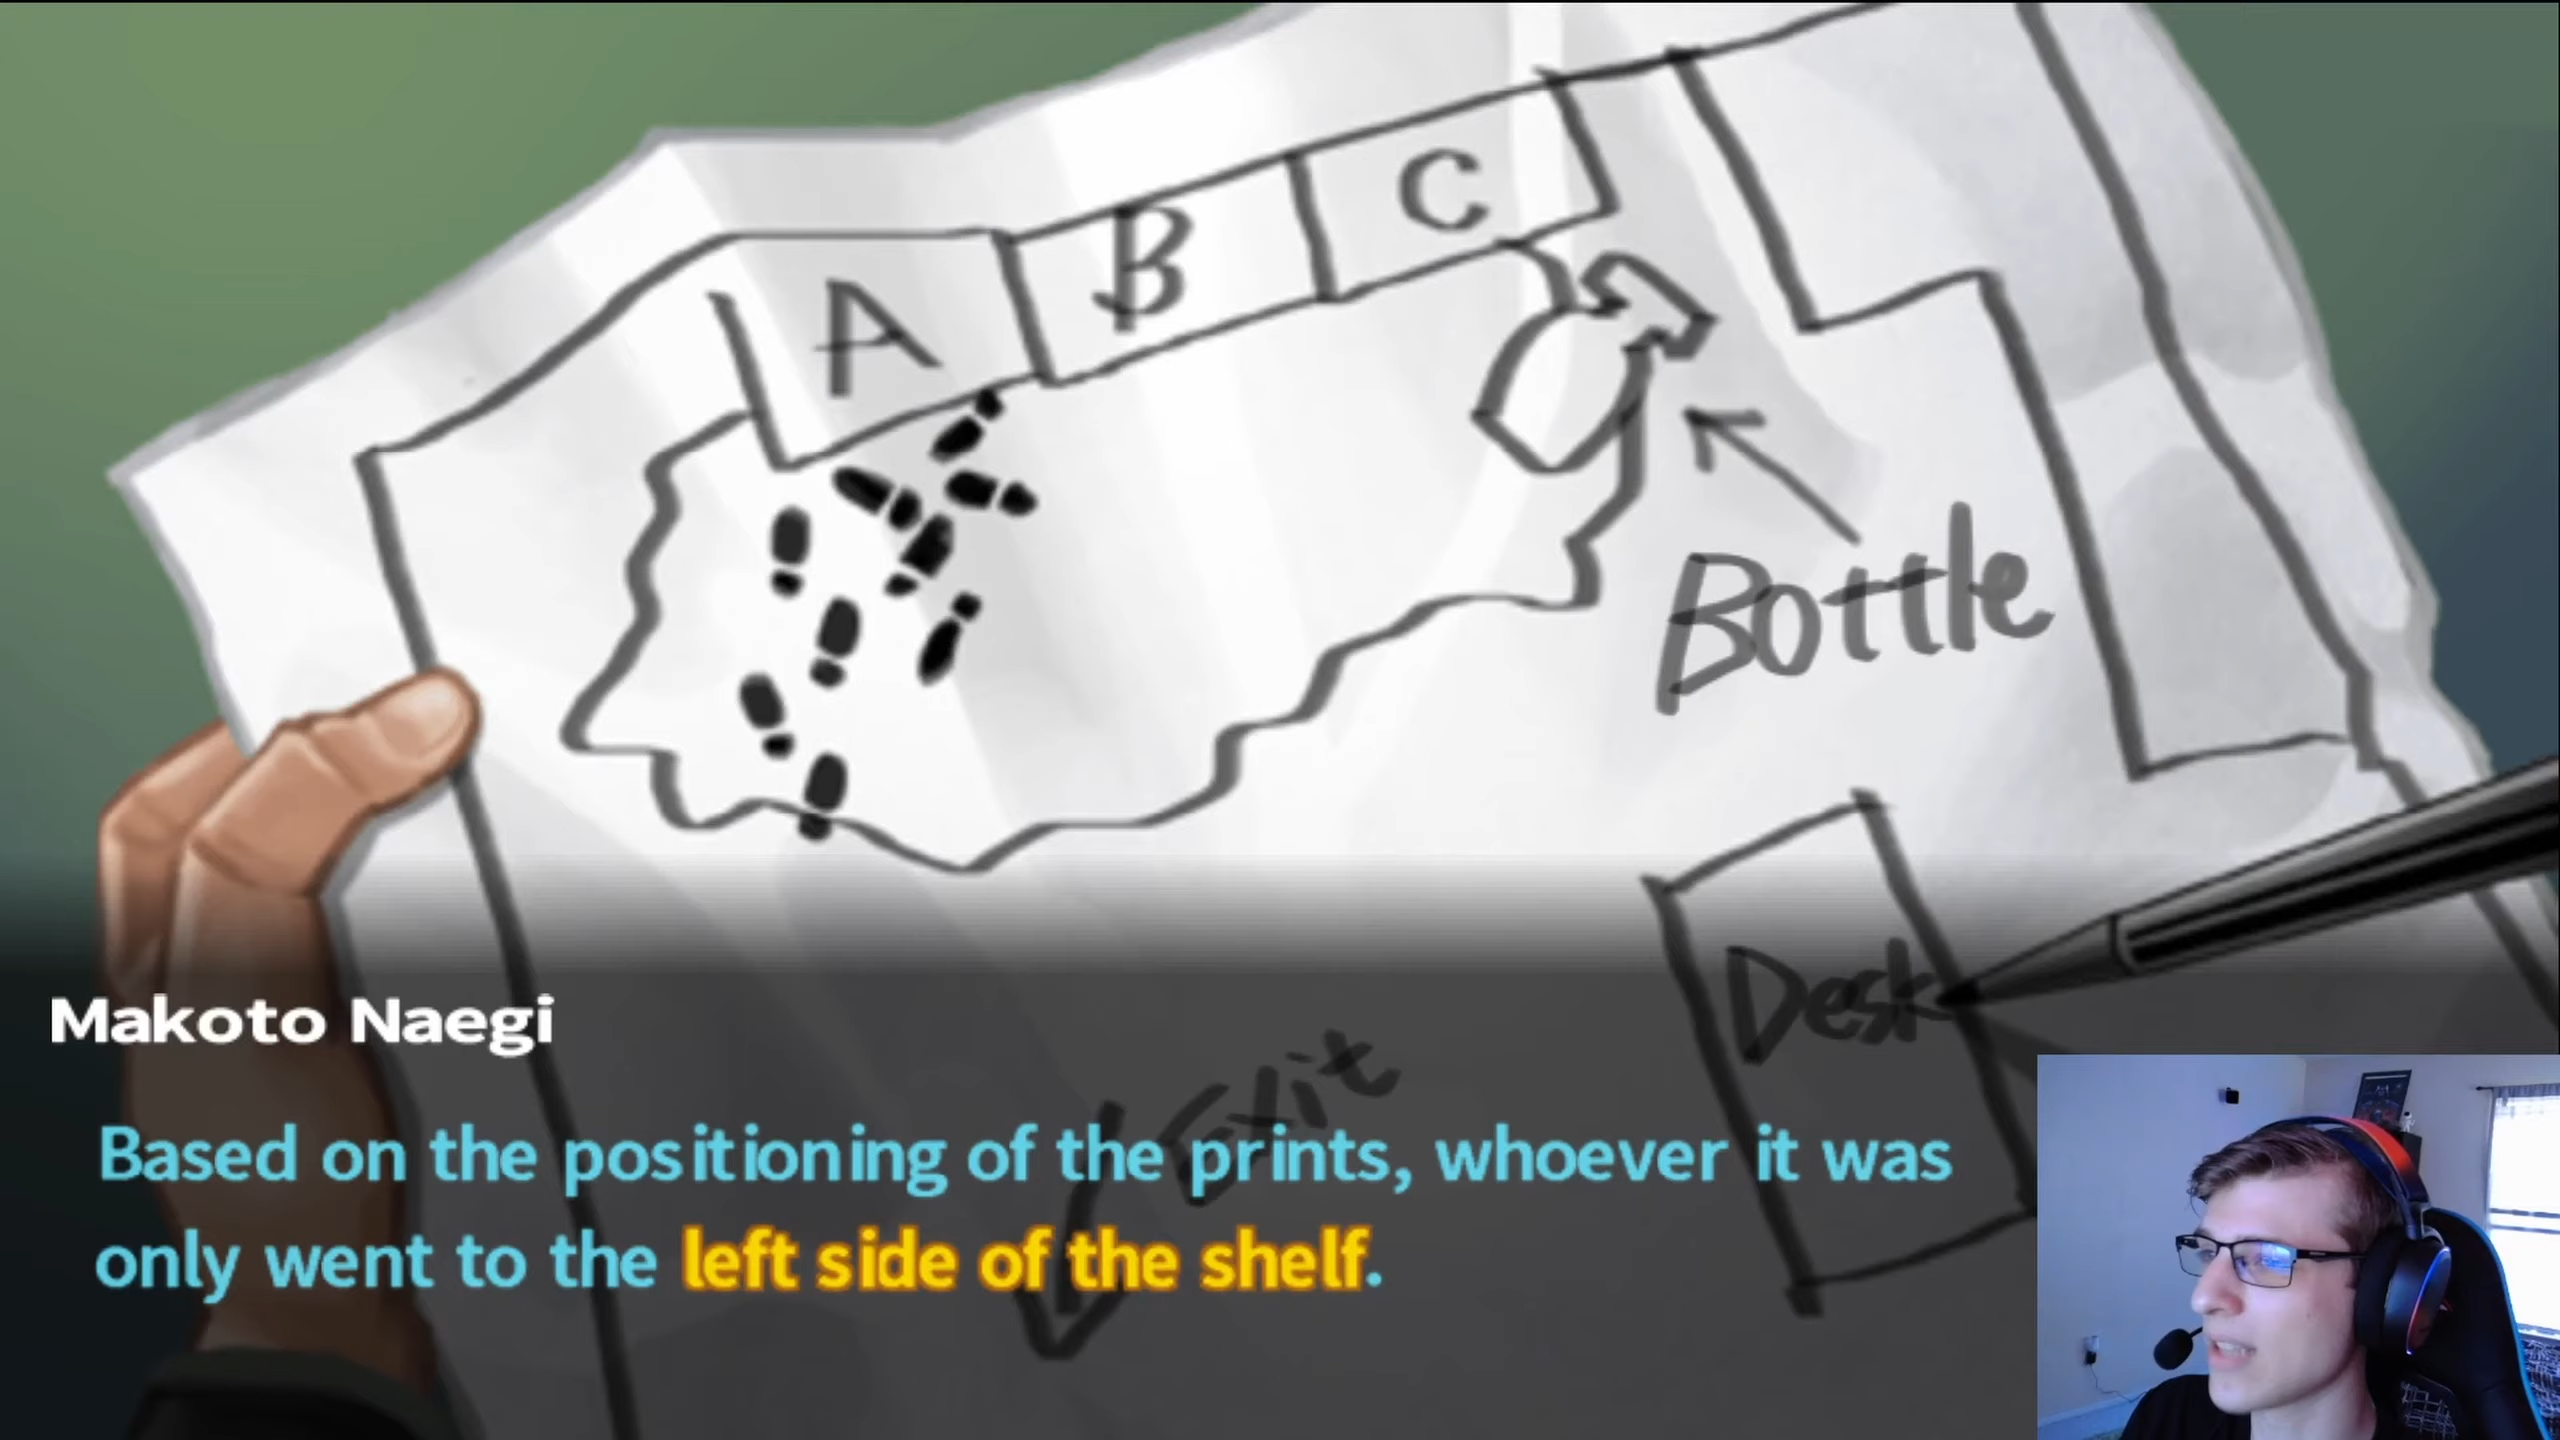 A
B
C
Bottle
Desk
Exit
Makoto Naegi
Based on the positioning of the prints, whoever it was
only went to the left side of the shelf.